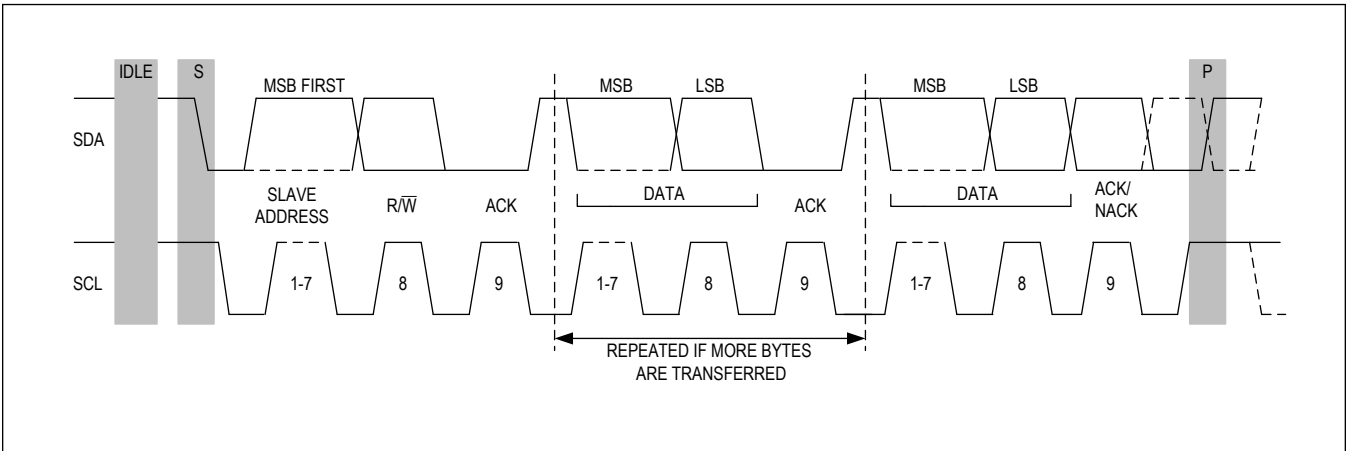 IDLE
S
P
MSB FIRST
MSB
LSB
MSB
LSB
SDA
SLAVE
ADDRESS
R/W̅
ACK
DATA
ACK
DATA
ACK/
NACK
SCL
1-7
8
9
1-7
8
9
1-7
8
9
REPEATED IF MORE BYTES
ARE TRANSFERRED